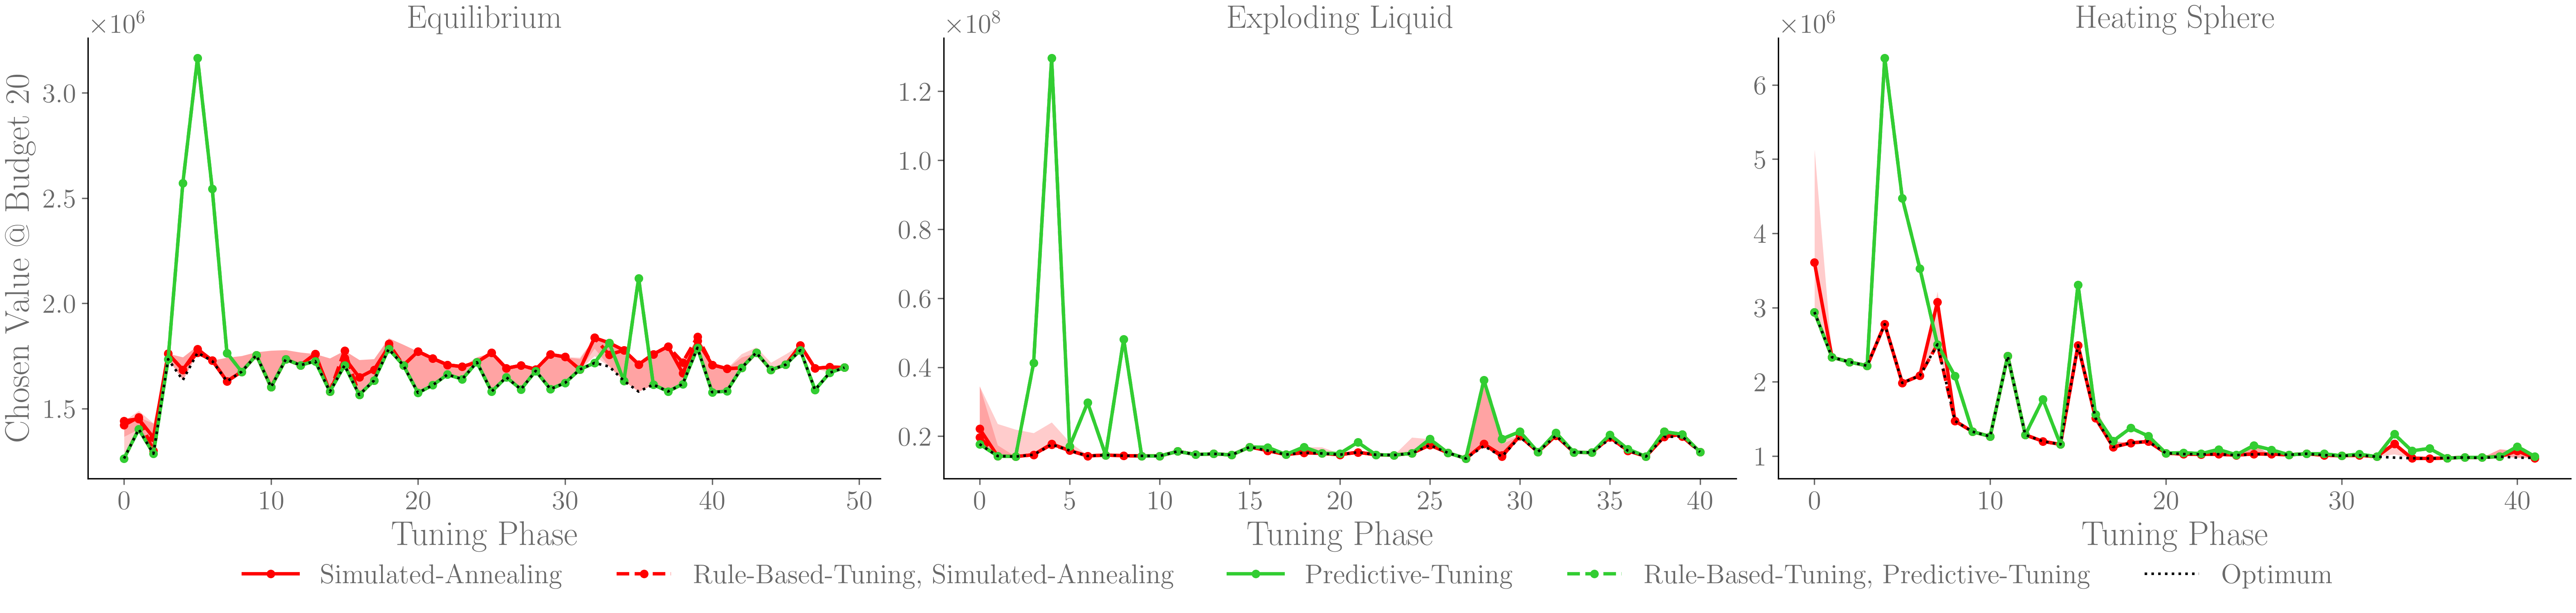 Equilibrium
×10⁶
Chosen Value @ Budget 20
3.0
2.5
2.0
1.5
0 10 20 30 40 50
Tuning Phase
Exploding Liquid
×10⁸
1.2
1.0
0.8
0.6
0.4
0.2
0 5 10 15 20 25 30 35 40
Tuning Phase
Heating Sphere
×10⁶
6
5
4
3
2
1
0 10 20 30 40
Tuning Phase
Simulated-Annealing Rule-Based-Tuning, Simulated-Annealing Predictive-Tuning Rule-Based-Tuning, Predictive-Tuning Optimum